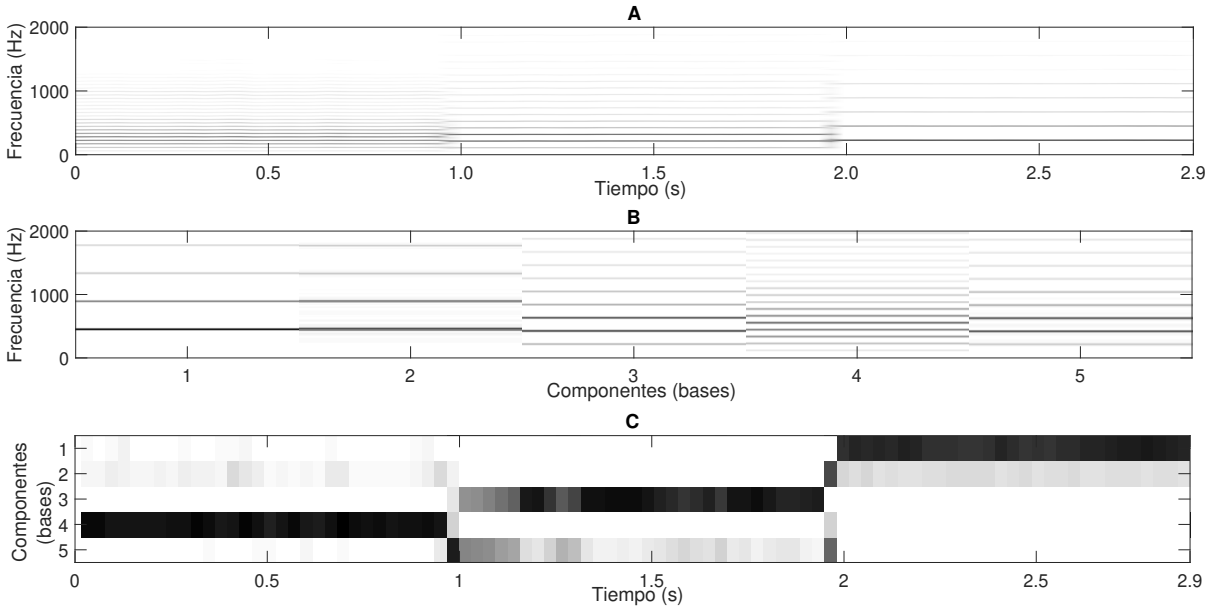 A
Frecuencia (Hz)
2000
1000
0
0 0.5 1.0 1.5 2.0 2.5 2.9
Tiempo (s)
B
Frecuencia (Hz)
2000
1000
0
1 2 3 4 5
Componentes (bases)
C
Componentes
(bases)
1
2
3
4
5
0 0.5 1 1.5 2 2.5 2.9
Tiempo (s)